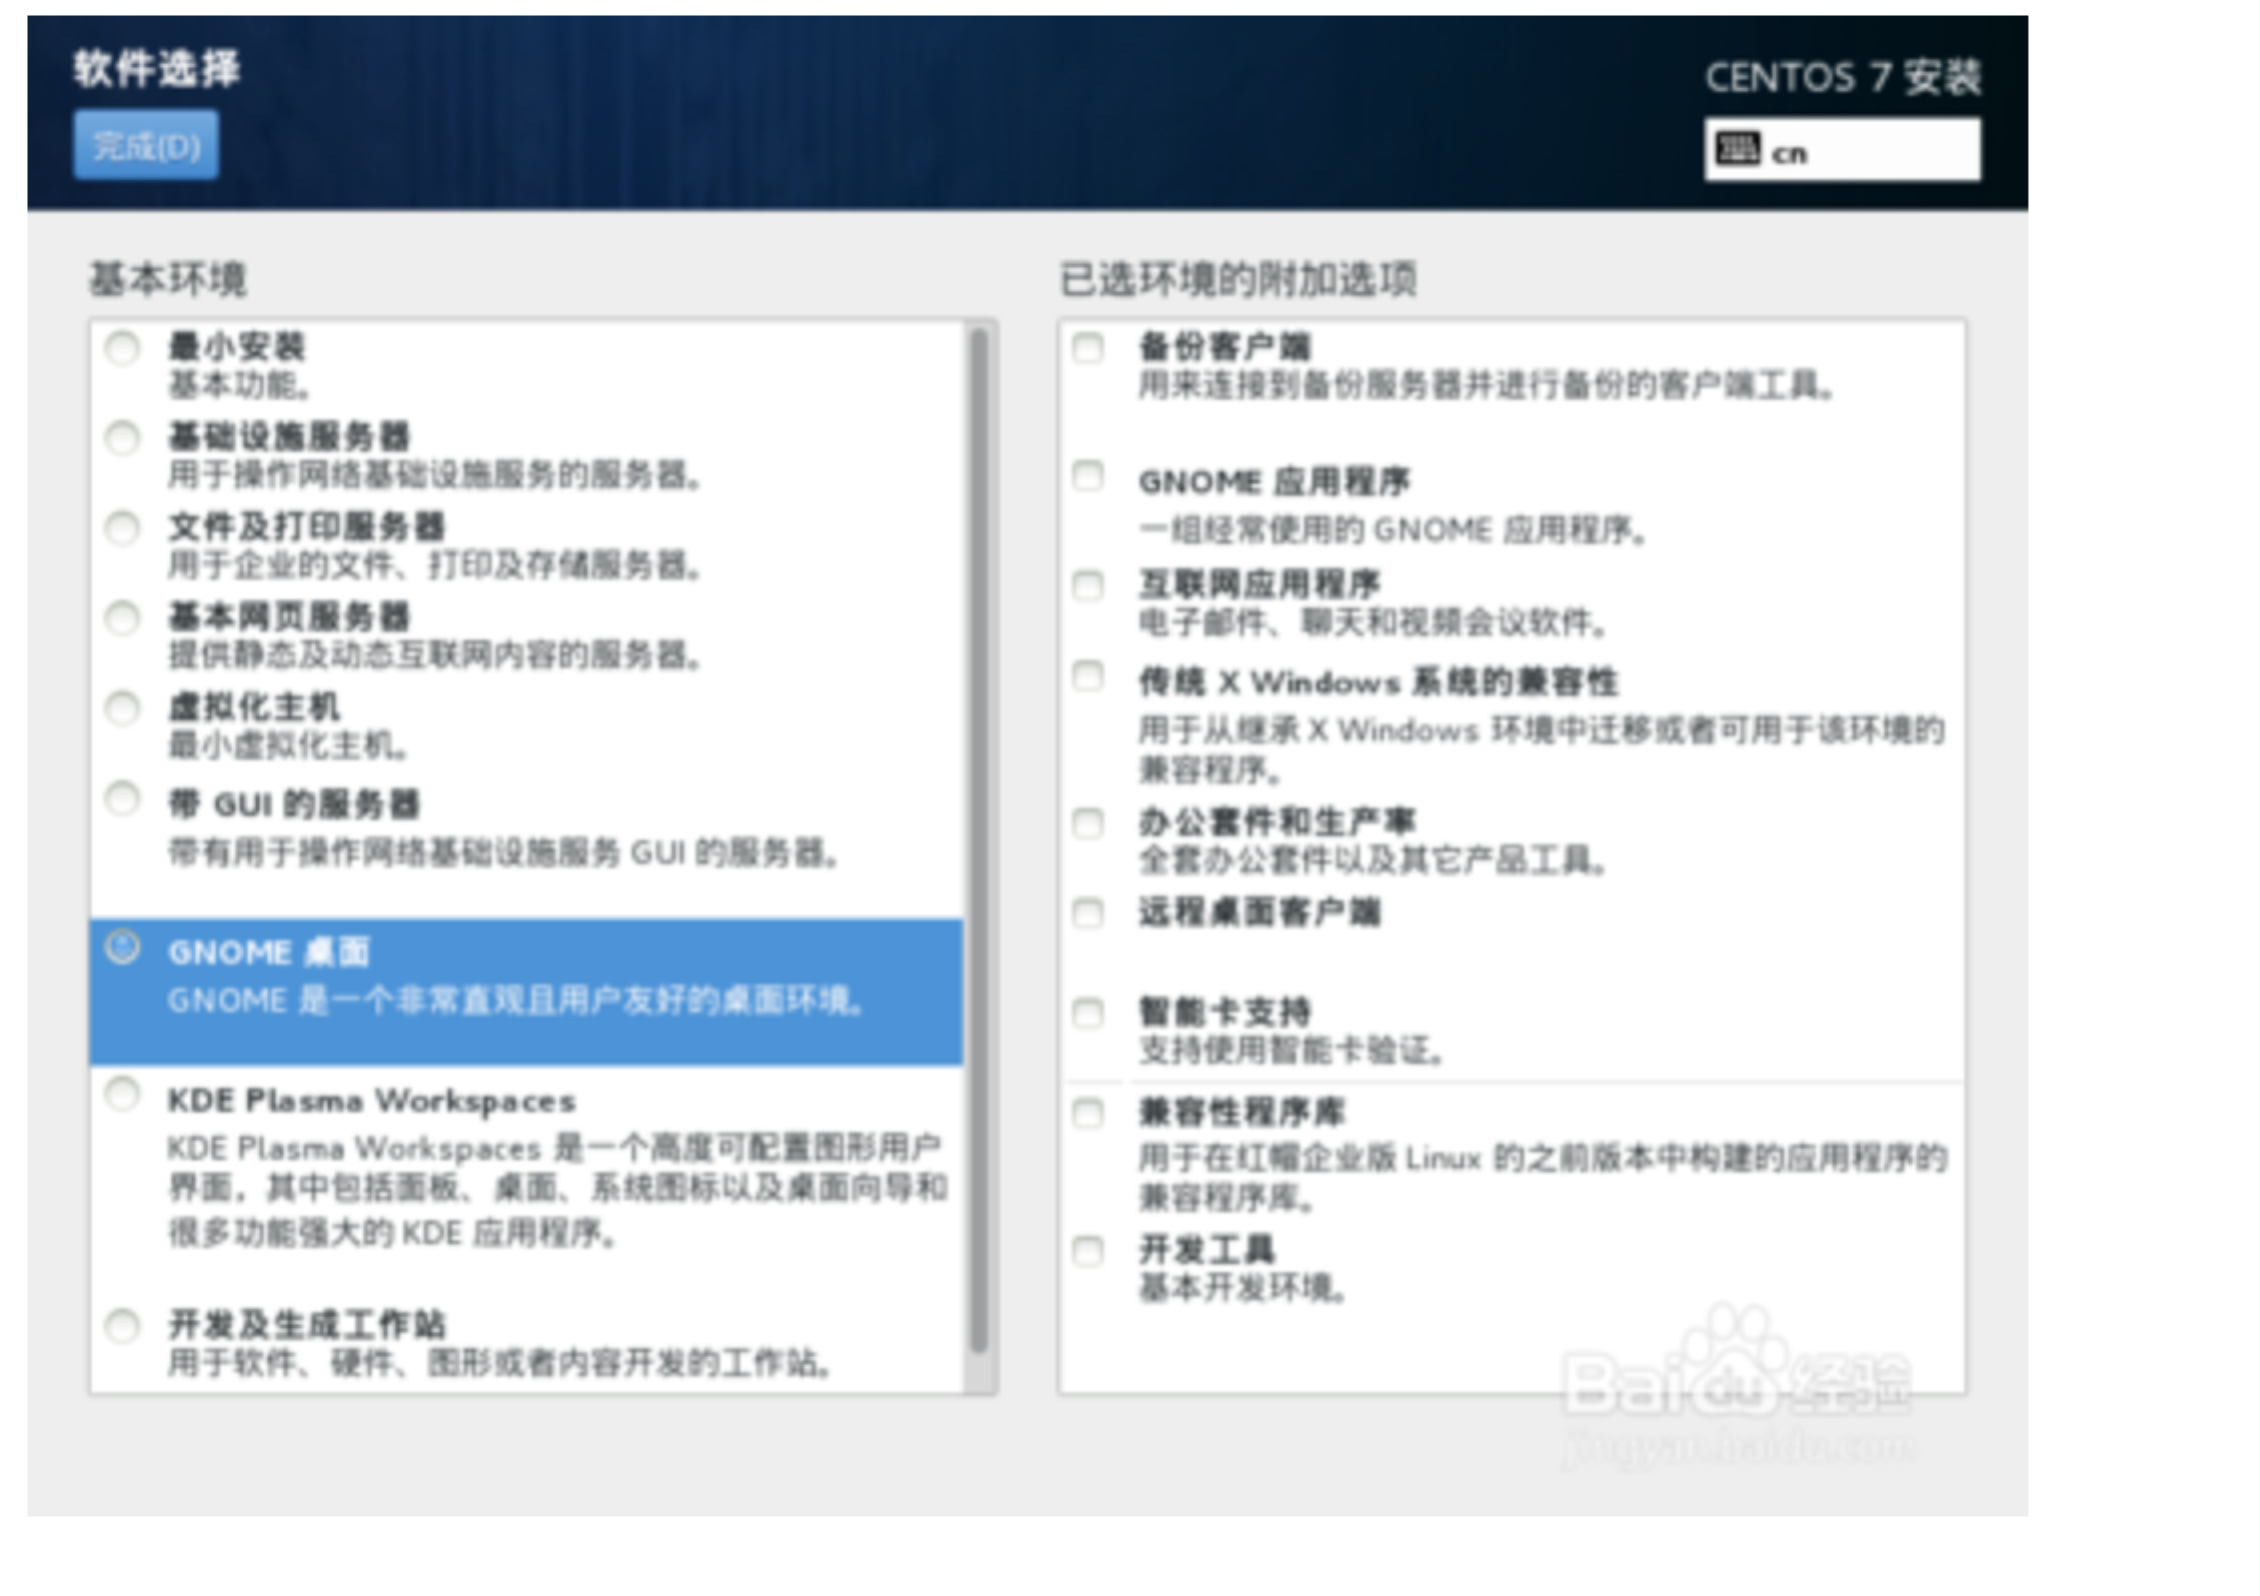 软件选择
完成(D)
CENTOS 7 安装
cn
基本环境
最小安装
基本功能。
基础设施服务器
用于操作网络基础设施服务的服务器。
文件及打印服务器
用于企业的文件、打印及存储服务器。
基本网页服务器
提供静态及动态互联网内容的服务器。
虚拟化主机
最小虚拟化主机。
带 GUI 的服务器
带有用于操作网络基础设施服务 GUI 的服务器。
GNOME 桌面
GNOME 是一个非常直观且用户友好的桌面环境。
KDE Plasma Workspaces
KDE Plasma Workspaces 是一个高度可配置图形用户
界面，其中包括面板、桌面、系统图标以及桌面向导和
很多功能强大的 KDE 应用程序。
开发及生成工作站
用于软件、硬件、图形或者内容开发的工作站。
已选环境的附加选项
备份客户端
用来连接到备份服务器并进行备份的客户端工具。
GNOME 应用程序
一组经常使用的 GNOME 应用程序。
互联网应用程序
电子邮件、聊天和视频会议软件。
传统 X Windows 系统的兼容性
用于从继承 X Windows 环境中迁移或者可用于该环境的
兼容程序。
办公套件和生产率
全套办公套件以及其它产品工具。
远程桌面客户端
智能卡支持
支持使用智能卡验证。
兼容性程序库
用于在红帽企业版 Linux 的之前版本中构建的应用程序的
兼容程序库。
开发工具
基本开发环境。
Baidu 经验
jingyan.baidu.com